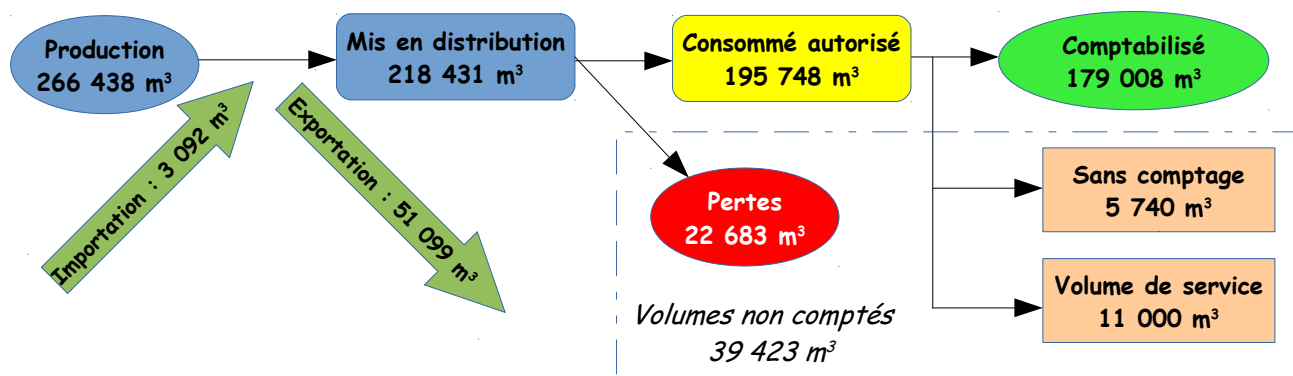 Production
266 438 m³
Mis en distribution
218 431 m³
Consommé autorisé
195 748 m³
Comptabilisé
179 008 m³
Importation : 3 092 m³
Exportation : 51 099 m³
Pertes
22 683 m³
Sans comptage
5 740 m³
Volume de service
11 000 m³
Volumes non comptés
39 423 m³